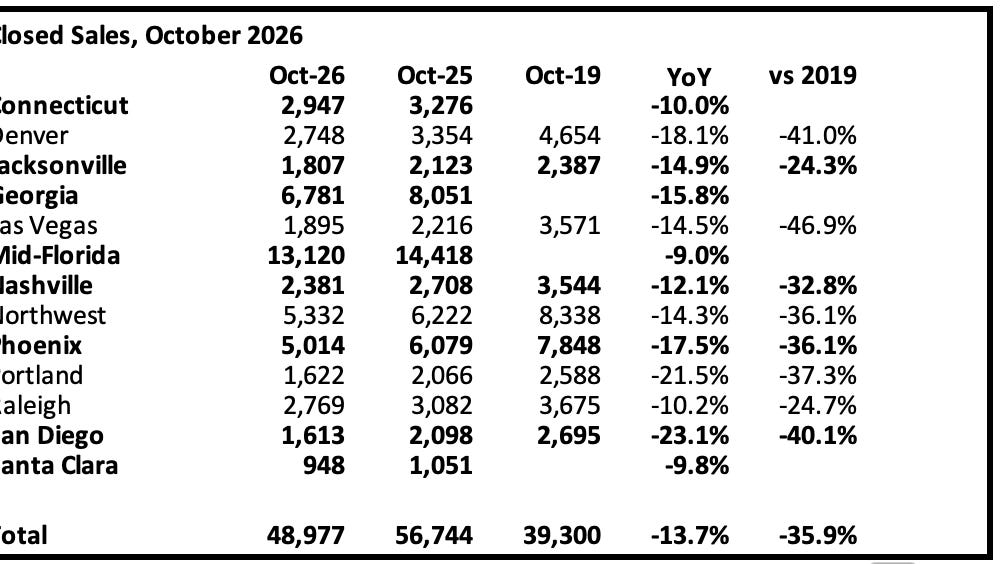 losed Sales, October 2026
Oct-26 Oct-25 Oct-19 YoY vs 2019
onnecticut 2,947 3,276 -10.0%
enver 2,748 3,354 4,654 -18.1% -41.0%
acksonville 1,807 2,123 2,387 -14.9% -24.3%
eorgia 6,781 8,051 -15.8%
as Vegas 1,895 2,216 3,571 -14.5% -46.9%
Mid-Florida 13,120 14,418 -9.0%
ashville 2,381 2,708 3,544 -12.1% -32.8%
orthwest 5,332 6,222 8,338 -14.3% -36.1%
hoenix 5,014 6,079 7,848 -17.5% -36.1%
ortland 1,622 2,066 2,588 -21.5% -37.3%
aleigh 2,769 3,082 3,675 -10.2% -24.7%
an Diego 1,613 2,098 2,695 -23.1% -40.1%
anta Clara 948 1,051 -9.8%
otal 48,977 56,744 39,300 -13.7% -35.9%